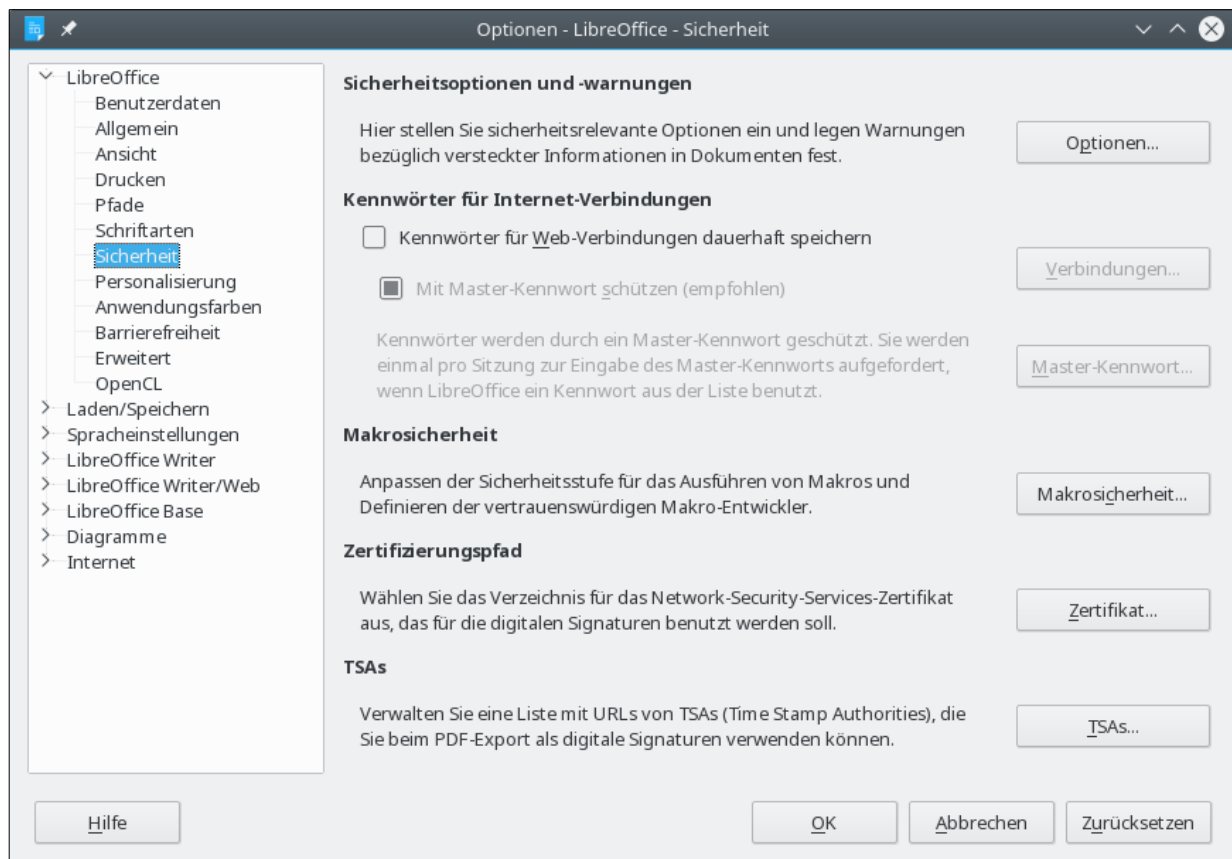 Optionen - LibreOffice - Sicherheit
LibreOffice
Benutzerdaten
Allgemein
Ansicht
Drucken
Pfade
Schriftarten
Sicherheit
Personalisierung
Anwendungsfarben
Barrierefreiheit
Erweitert
OpenCL
Laden/Speichern
Spracheinstellungen
LibreOffice Writer
LibreOffice Writer/Web
LibreOffice Base
Diagramme
Internet
Sicherheitsoptionen und -warnungen
Hier stellen Sie sicherheitsrelevante Optionen ein und legen Warnungen
bezüglich versteckter Informationen in Dokumenten fest.
Optionen...
Kennwörter für Internet-Verbindungen
Kennwörter für Web-Verbindungen dauerhaft speichern
Verbindungen...
Mit Master-Kennwort schützen (empfohlen)
Kennwörter werden durch ein Master-Kennwort geschützt. Sie werden
einmal pro Sitzung zur Eingabe des Master-Kennworts aufgefordert,
wenn LibreOffice ein Kennwort aus der Liste benutzt.
Master-Kennwort...
Makrosicherheit
Anpassen der Sicherheitsstufe für das Ausführen von Makros und
Definieren der vertrauenswürdigen Makro-Entwickler.
Makrosicherheit...
Zertifizierungspfad
Wählen Sie das Verzeichnis für das Network-Security-Services-Zertifikat
aus, das für die digitalen Signaturen benutzt werden soll.
Zertifikat...
TSAs
Verwalten Sie eine Liste mit URLs von TSAs (Time Stamp Authorities), die
Sie beim PDF-Export als digitale Signaturen verwenden können.
TSAs...
Hilfe
OK
Abbrechen
Zurücksetzen